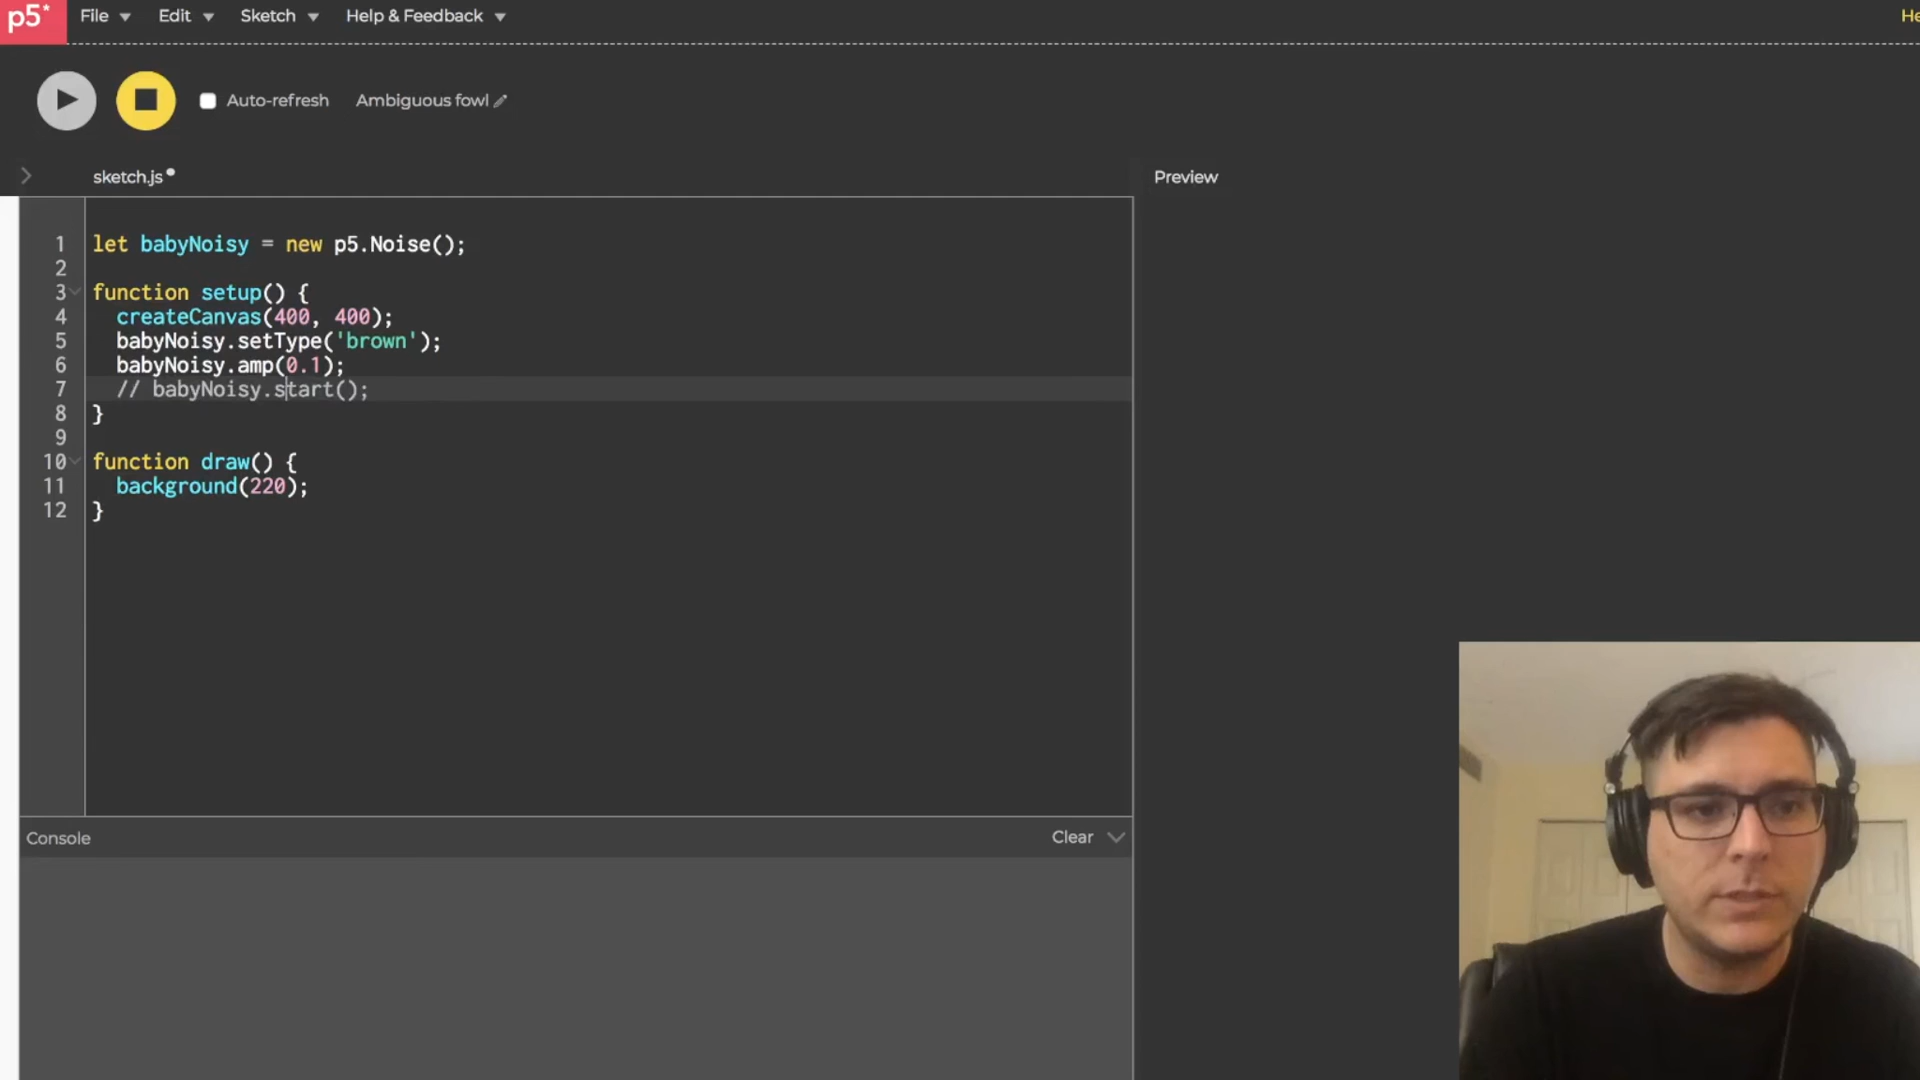 p5* File Edit Sketch Help & Feedback He
Auto-refresh Ambiguous fowl
sketch.js Preview
1 let babyNoisy = new p5.Noise();
2
3 function setup() {
4 createCanvas(400, 400);
5 babyNoisy.setType('brown');
6 babyNoisy.amp(0.1);
7 // babyNoisy.start();
8 }
9
10 function draw() {
11 background(220);
12 }
Console Clear